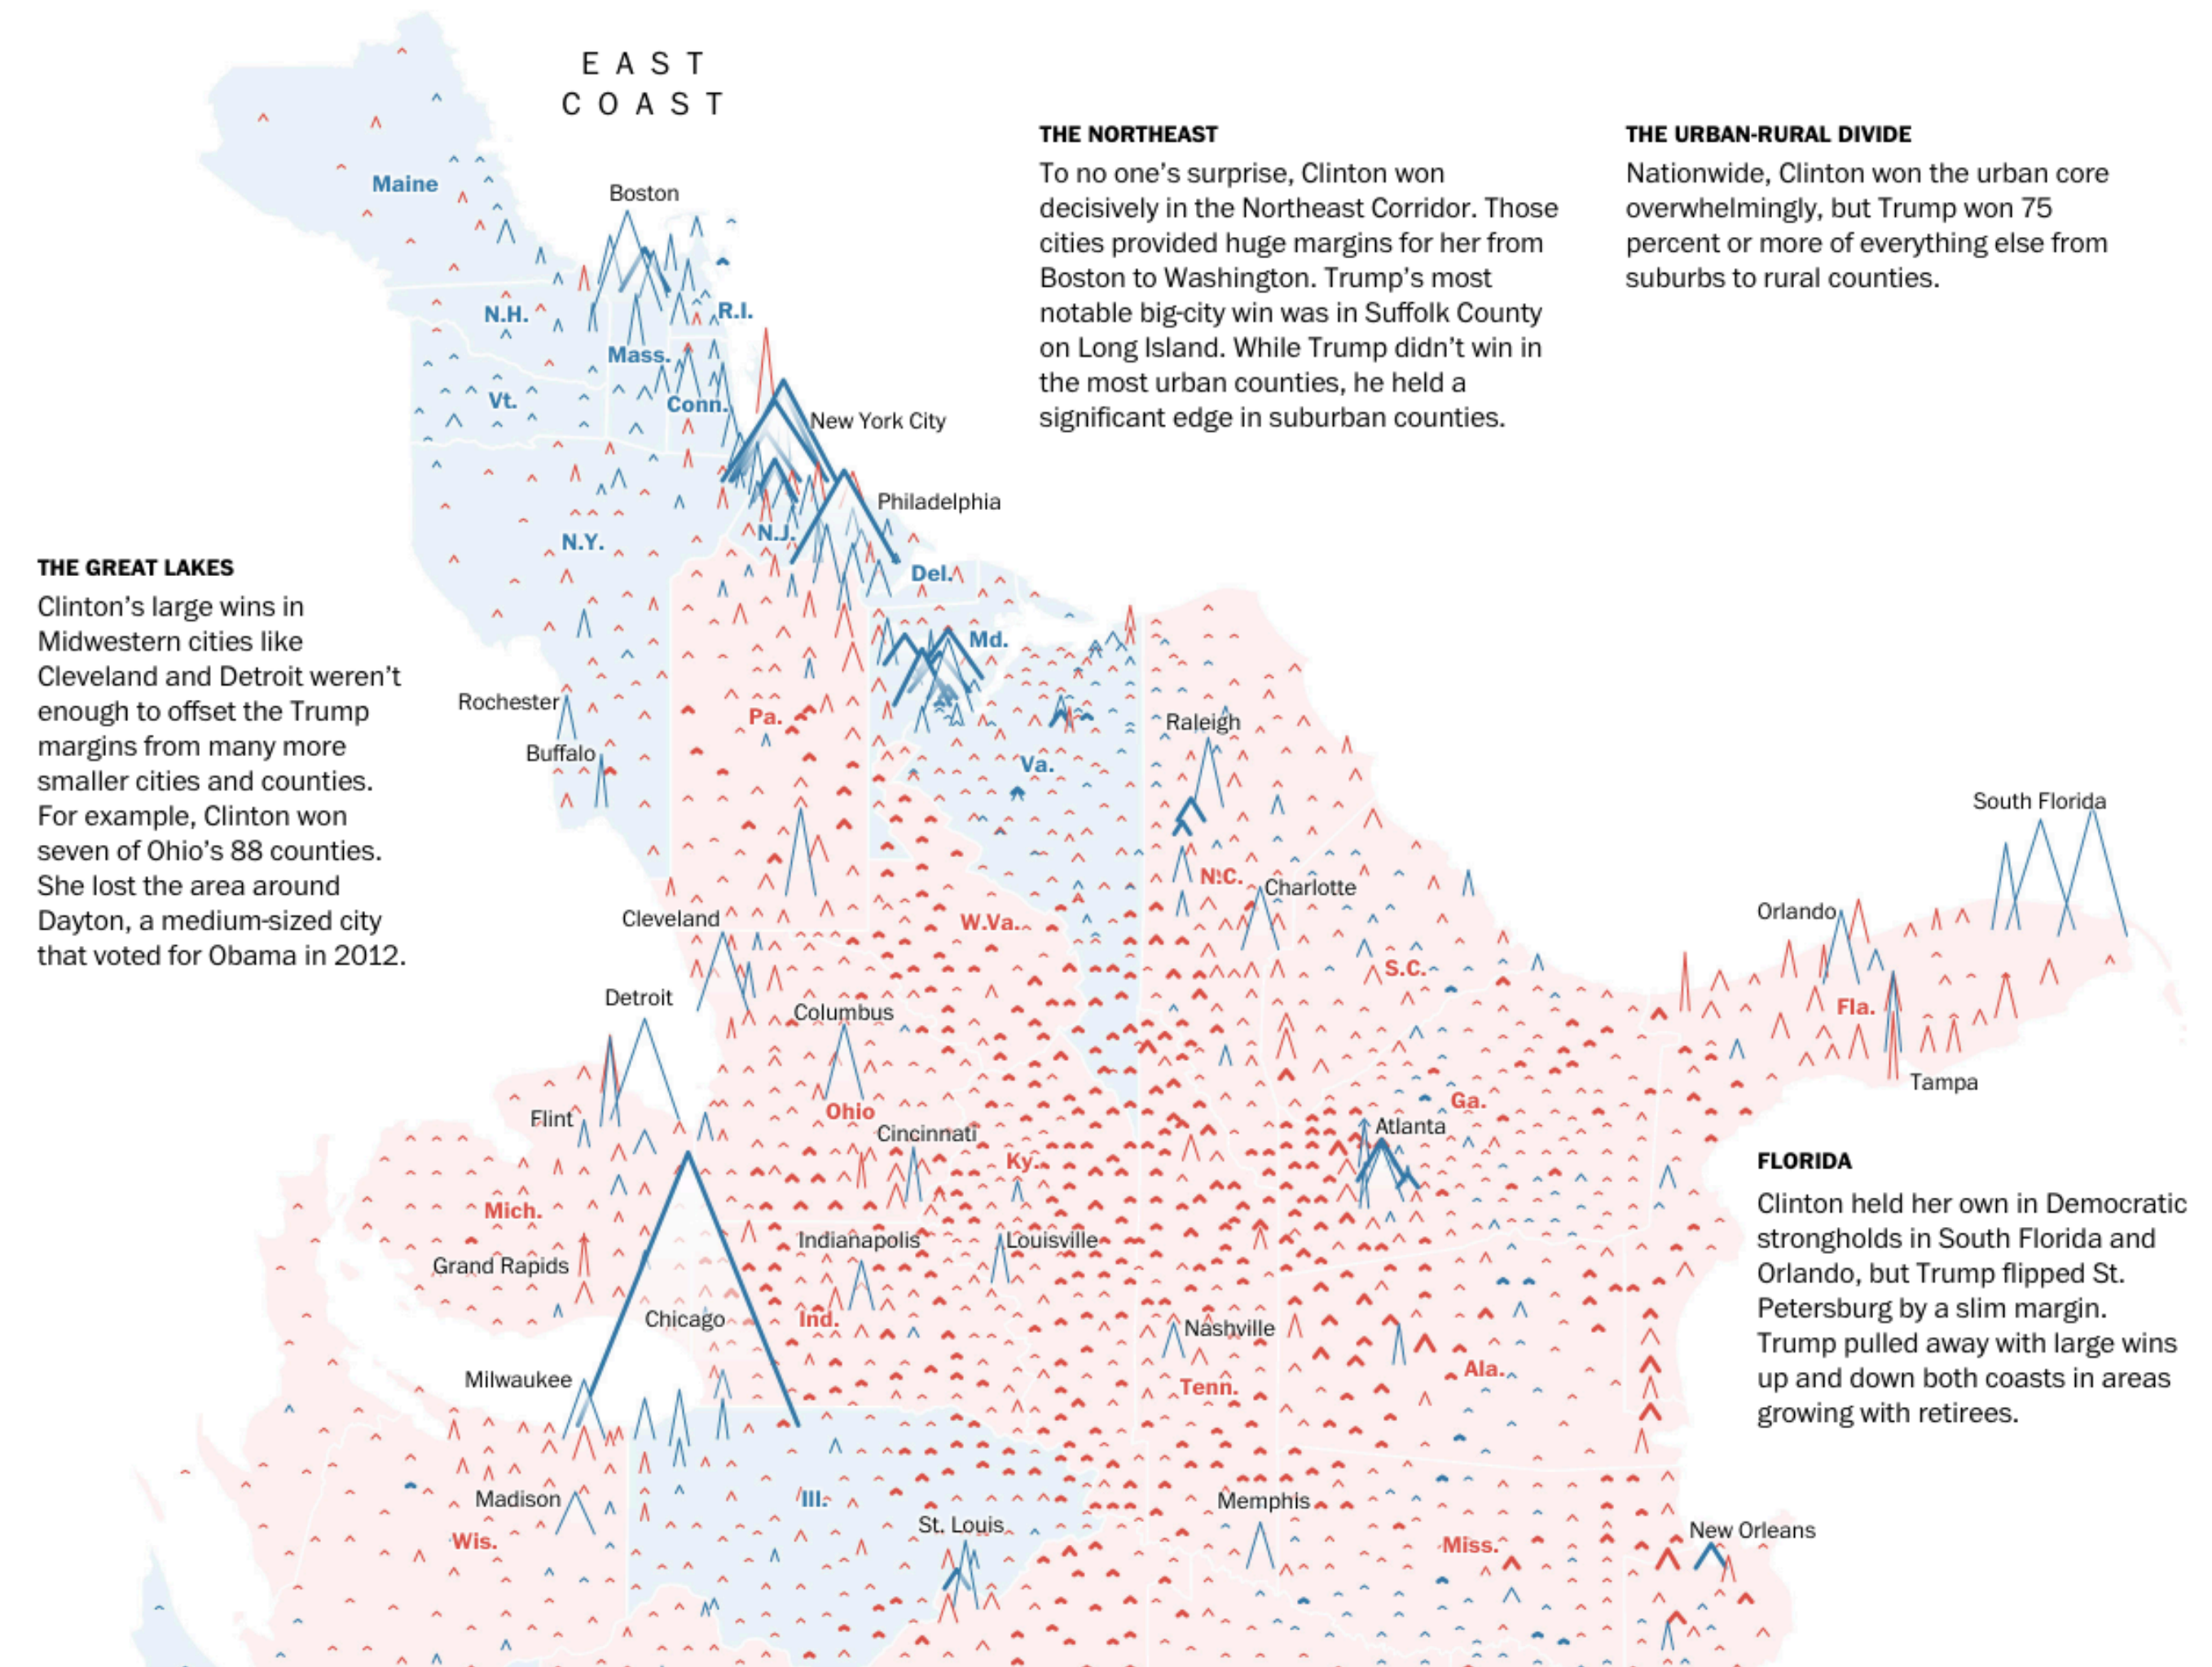 EAST
COAST
THE NORTHEAST
To no one's surprise, Clinton won
decisively in the Northeast Corridor. Those
cities provided huge margins for her from
Boston to Washington. Trump's most
notable big-city win was in Suffolk County
on Long Island. While Trump didn't win in
the most urban counties, he held a
significant edge in suburban counties.
THE URBAN-RURAL DIVIDE
Nationwide, Clinton won the urban core
overwhelmingly, but Trump won 75
percent or more of everything else from
suburbs to rural counties.
Maine
Boston
N.H.
R.I.
Mass.
Vt.
Conn.
New York City
Philadelphia
N.J.
N.Y.
Del.
THE GREAT LAKES
Clinton's large wins in
Midwestern cities like
Cleveland and Detroit weren't
enough to offset the Trump
margins from many more
smaller cities and counties.
For example, Clinton won
seven of Ohio's 88 counties.
She lost the area around
Dayton, a medium-sized city
that voted for Obama in 2012.
Md.
Rochester
Pa.
Raleigh
Buffalo
Va.
South Florida
N.C.
Charlotte
Cleveland
W.Va.
Orlando
S.C.
Detroit
Columbus
Fla.
Tampa
Flint
Ohio
Ga.
Cincinnati
Atlanta
Ky.
FLORIDA
Clinton held her own in Democratic
strongholds in South Florida and
Orlando, but Trump flipped St.
Petersburg by a slim margin.
Trump pulled away with large wins
up and down both coasts in areas
growing with retirees.
Mich.
Indianapolis
Louisville
Grand Rapids
Chicago
Ind.
Nashville
Milwaukee
Ala.
Tenn.
Madison
Ill.
Memphis
St. Louis
Wis.
Miss.
New Orleans